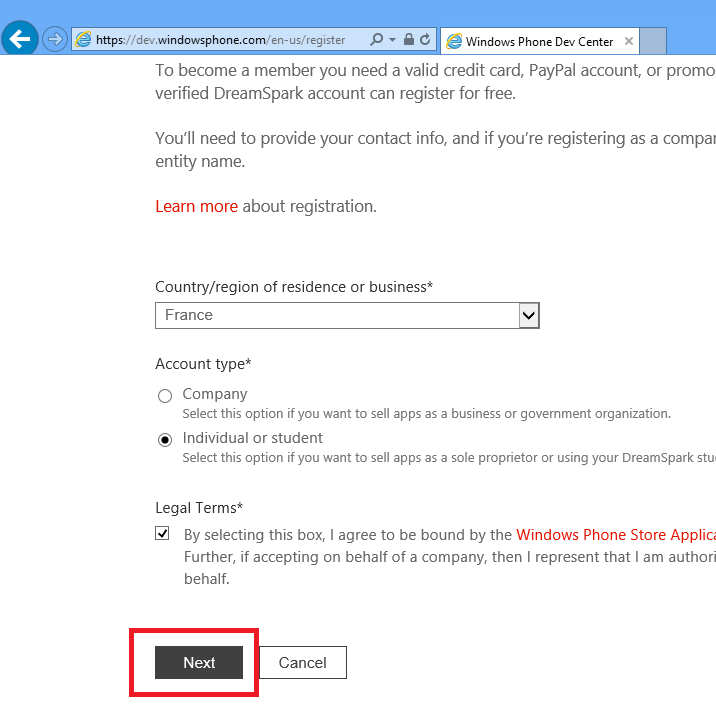 https://dev.windowsphone.com/en-us/register
Windows Phone Dev Center
To become a member you need a valid credit card, PayPal account, or promo
verified DreamSpark account can register for free.
You'll need to provide your contact info, and if you're registering as a compa
entity name.
Learn more about registration.
Country/region of residence or business*
France
Account type*
Company
Select this option if you want to sell apps as a business or government organization.
Individual or student
Select this option if you want to sell apps as a sole proprietor or using your DreamSpark stu
Legal Terms*
By selecting this box, I agree to be bound by the Windows Phone Store Applica
Further, if accepting on behalf of a company, then I represent that I am authori
behalf.
Next Cancel